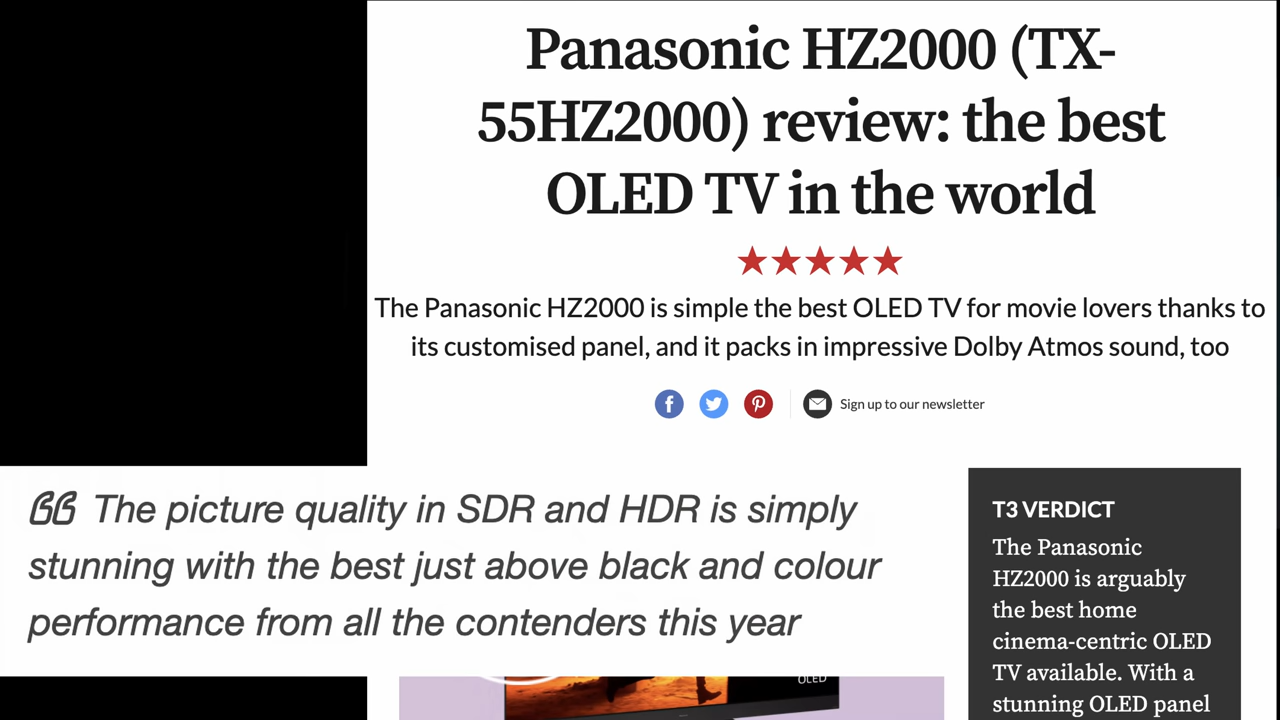 Panasonic HZ2000 (TX-
55HZ2000) review: the best
OLED TV in the world
The Panasonic HZ2000 is simple the best OLED TV for movie lovers thanks to
its customised panel, and it packs in impressive Dolby Atmos sound, too
Sign up to our newsletter
The picture quality in SDR and HDR is simply
stunning with the best just above black and colour
performance from all the contenders this year
T3 VERDICT
The Panasonic
HZ2000 is arguably
the best home
cinema-centric OLED
TV available. With a
stunning OLED panel
OLED